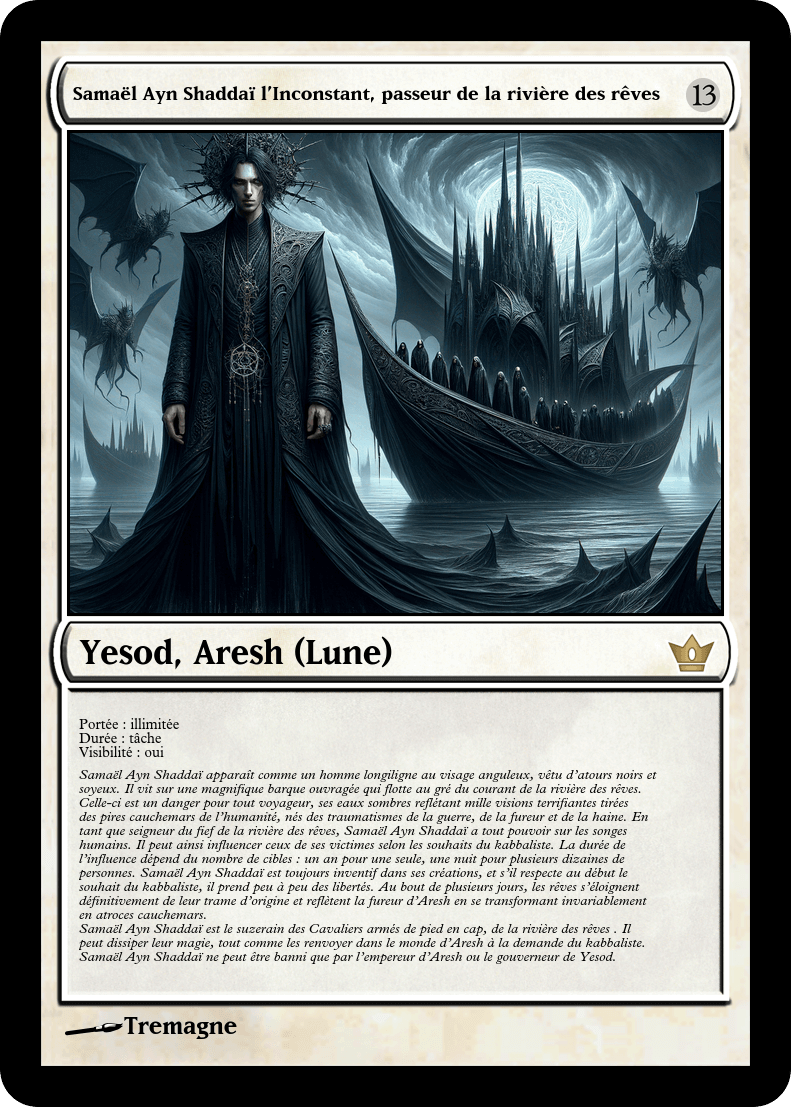 Samaël Ayn Shaddaï l'Inconstant, passeur de la rivière des rêves 13
Yesod, Aresh (Lune)
Portée : illimitée
Durée : tâche
Visibilité : oui
Samaël Ayn Shaddaï apparaît comme un homme longiligne au visage anguleux, vêtu d'atours noirs et
soyeux. Il vit sur une magnifique barque ouvragée qui flotte au gré du courant de la rivière des rêves.
Celle-ci est un danger pour tout voyageur, ses eaux sombres reflétant mille visions terrifiantes tirées
des pires cauchemars de l'humanité, nés des traumatismes de la guerre, de la fureur et de la haine. En
tant que seigneur du fief de la rivière des rêves, Samaël Ayn Shaddaï a tout pouvoir sur les songes
humains. Il peut ainsi influencer ceux de ses victimes selon les souhaits du kabbaliste. La durée de
l'influence dépend du nombre de cibles : un an pour une seule, une nuit pour plusieurs dizaines de
personnes. Samaël Ayn Shaddaï est toujours inventif dans ses créations, et s'il respecte au début le
souhait du kabbaliste, il prend peu à peu des libertés. Au bout de plusieurs jours, les rêves s'éloignent
définitivement de leur trame d'origine et reflètent la fureur d'Aresh en se transformant invariablement
en atroces cauchemars.
Samaël Ayn Shaddaï est le suzerain des Cavaliers armés de pied en cap, de la rivière des rêves . Il
peut dissiper leur magie, tout comme les renvoyer dans le monde d'Aresh à la demande du kabbaliste.
Samaël Ayn Shaddaï ne peut être banni que par l'empereur d'Aresh ou le gouverneur de Yesod.
Tremagne